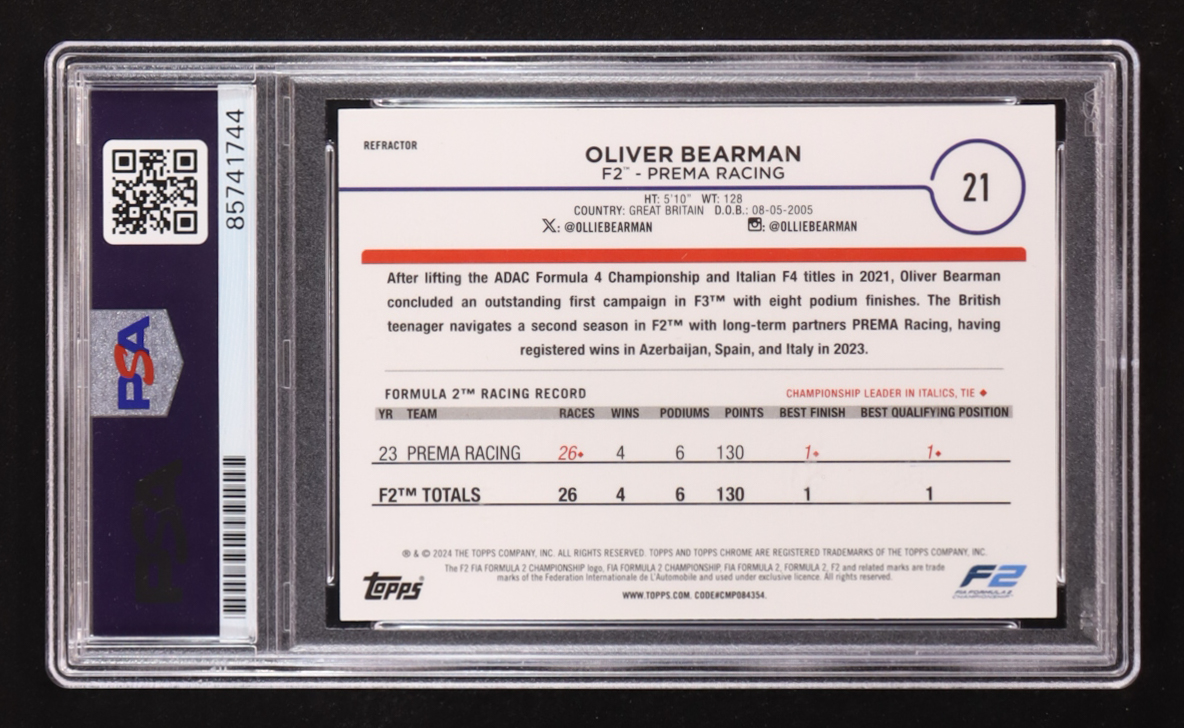 85741744
PSA
PSA
REFRACTOR
OLIVER BEARMAN
F2™ - PREMA RACING
21
HT: 5'10" WT: 128
COUNTRY: GREAT BRITAIN D.O.B.: 08-05-2005
X: @OLLIEBEARMAN : @OLLIEBEARMAN
After lifting the ADAC Formula 4 Championship and Italian F4 titles in 2021, Oliver Bearman
concluded an outstanding first campaign in F3™ with eight podium finishes. The British
teenager navigates a second season in F2™ with long-term partners PREMA Racing, having
registered wins in Azerbaijan, Spain, and Italy in 2023.
FORMULA 2™ RACING RECORD CHAMPIONSHIP LEADER IN ITALICS, TIE ♦
YR TEAM RACES WINS PODIUMS POINTS BEST FINISH BEST QUALIFYING POSITION
23 PREMA RACING 26♦ 4 6 130 1♦ 1♦
F2™ TOTALS 26 4 6 130 1 1
® & © 2024 THE TOPPS COMPANY, INC. ALL RIGHTS RESERVED. TOPPS AND TOPPS CHROME ARE REGISTERED TRADEMARKS OF THE TOPPS COMPANY, INC.
The F2 FIA FORMULA 2 CHAMPIONSHIP logo, FIA FORMULA 2 CHAMPIONSHIP, FIA FORMULA 2, FORMULA 2, F2 and related marks are trade
marks of the Federation Internationale de L'Automobile and used under exclusive licence. All rights reserved.
WWW.TOPPS.COM. CODE#CMP084354.
Topps®
F2
FIA FORMULA 2
CHAMPIONSHIP